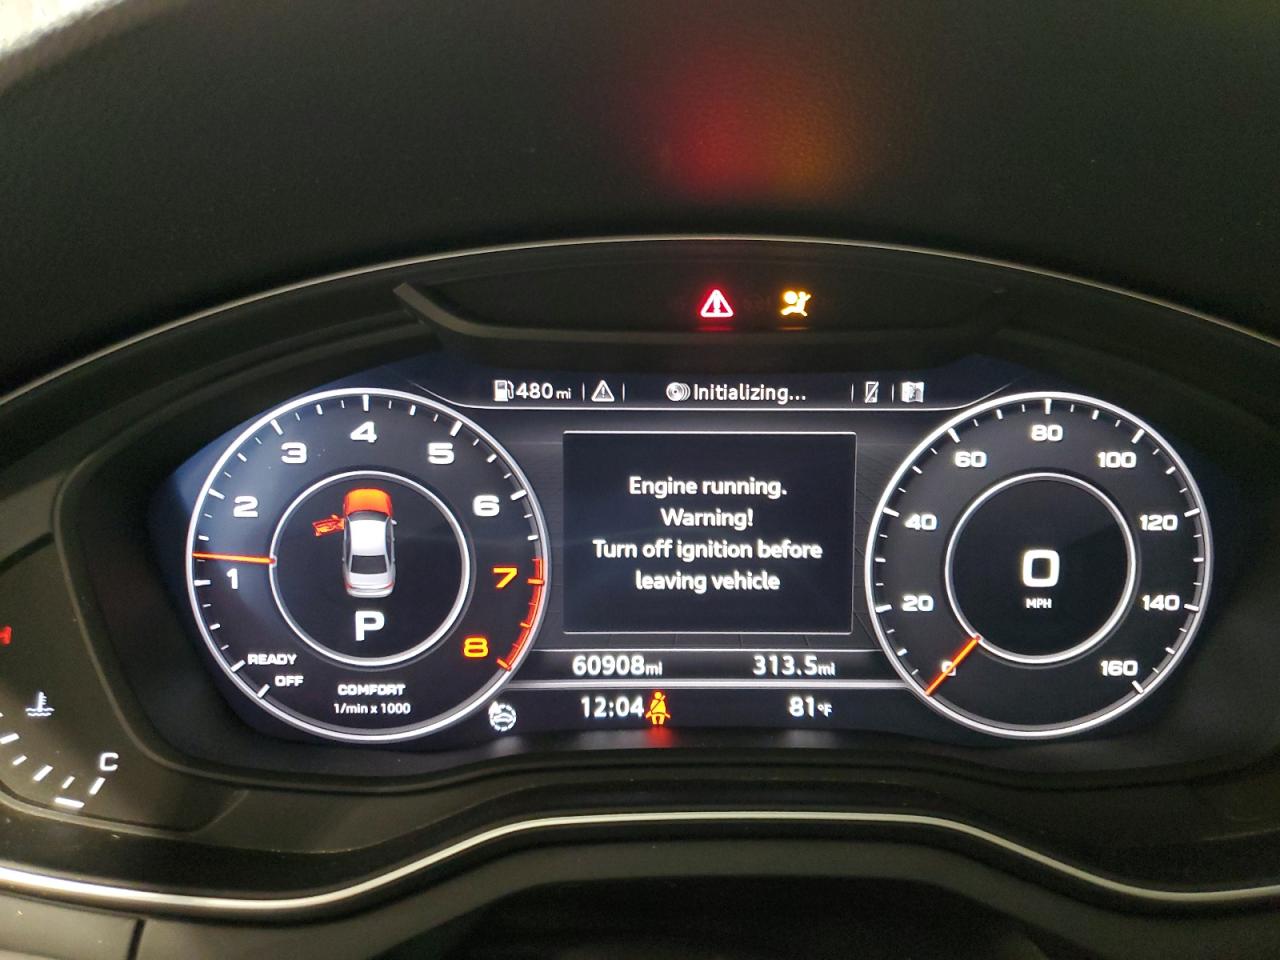 480 mi
Initializing...
1
2
3
4
5
6
7
8
READY
OFF
P
COMFORT
1/min x 1000
Engine running.
Warning!
Turn off ignition before
leaving vehicle
0
20
40
60
80
100
120
140
160
0
MPH
60908mi
313.5mi
12:04
81°F
C